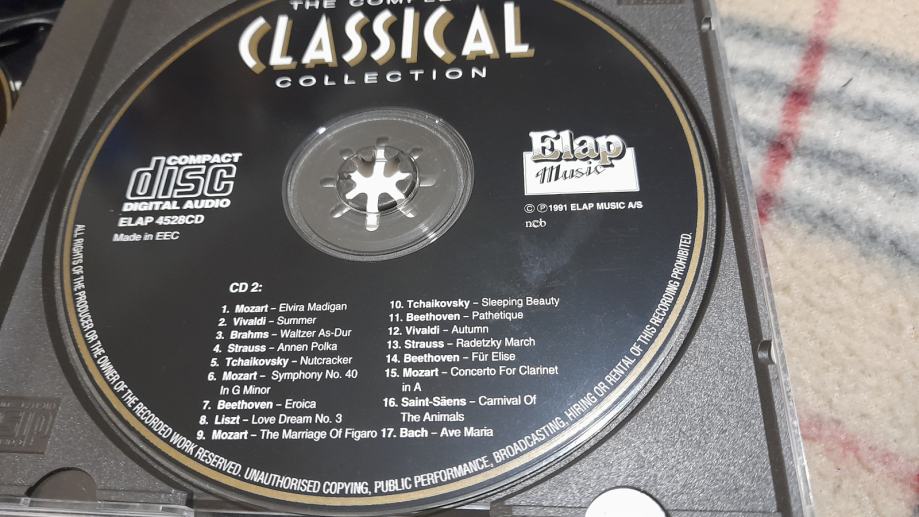 THE COMPLE
CLASSICAL
COLLECTION
COMPACT
disc
DIGITAL AUDIO
ELAP 4528CD
Made in EEC
Elap
Music
© ℗ 1991 ELAP MUSIC A/S
ncb
CD 2:
1. Mozart – Elvira Madigan
2. Vivaldi – Summer
3. Brahms – Waltzer As-Dur
4. Strauss – Annen Polka
5. Tchaikovsky – Nutcracker
6. Mozart – Symphony No. 40
In G Minor
7. Beethoven – Eroica
8. Liszt – Love Dream No. 3
9. Mozart – The Marriage Of Figaro
10. Tchaikovsky – Sleeping Beauty
11. Beethoven – Pathetique
12. Vivaldi – Autumn
13. Strauss – Radetzky March
14. Beethoven – Für Elise
15. Mozart – Concerto For Clarinet
in A
16. Saint-Säens – Carnival Of
The Animals
17. Bach – Ave Maria
ALL RIGHTS OF THE PRODUCER OR THE OWNER OF THE RECORDED WORK RESERVED. UNAUTHORISED COPYING, PUBLIC PERFORMANCE, BROADCASTING, HIRING OR RENTAL OF THIS RECORDING PROHIBITED.